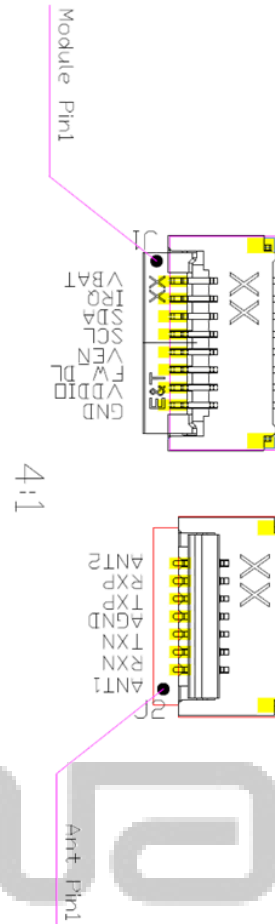 Module Pin1
J1
VBAT
IRQ
SDA
SCL
VEN
FW_DL
VDDIO
GND
XX
E&T
XX
4:1
ANT2
RXP
TXP
AGND
TXN
RXN
ANT1
J2
XX
Ant Pin1